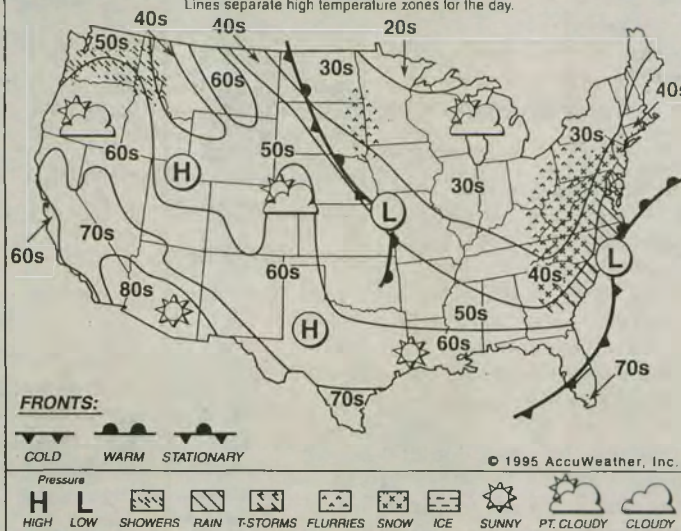 Lines separate high temperature zones for the day.
40s
40s
20s
50s
60s
30s
40s
30s
60s
50s
H
30s
L
70s
60s
60s
L
80s
40s
H
50s
60s
70s
70s
FRONTS:
COLD WARM STATIONARY
© 1995 AccuWeather, Inc.
Pressure
H L
HIGH LOW SHOWERS RAIN T-STORMS FLURRIES SNOW ICE SUNNY PT. CLOUDY CLOUDY